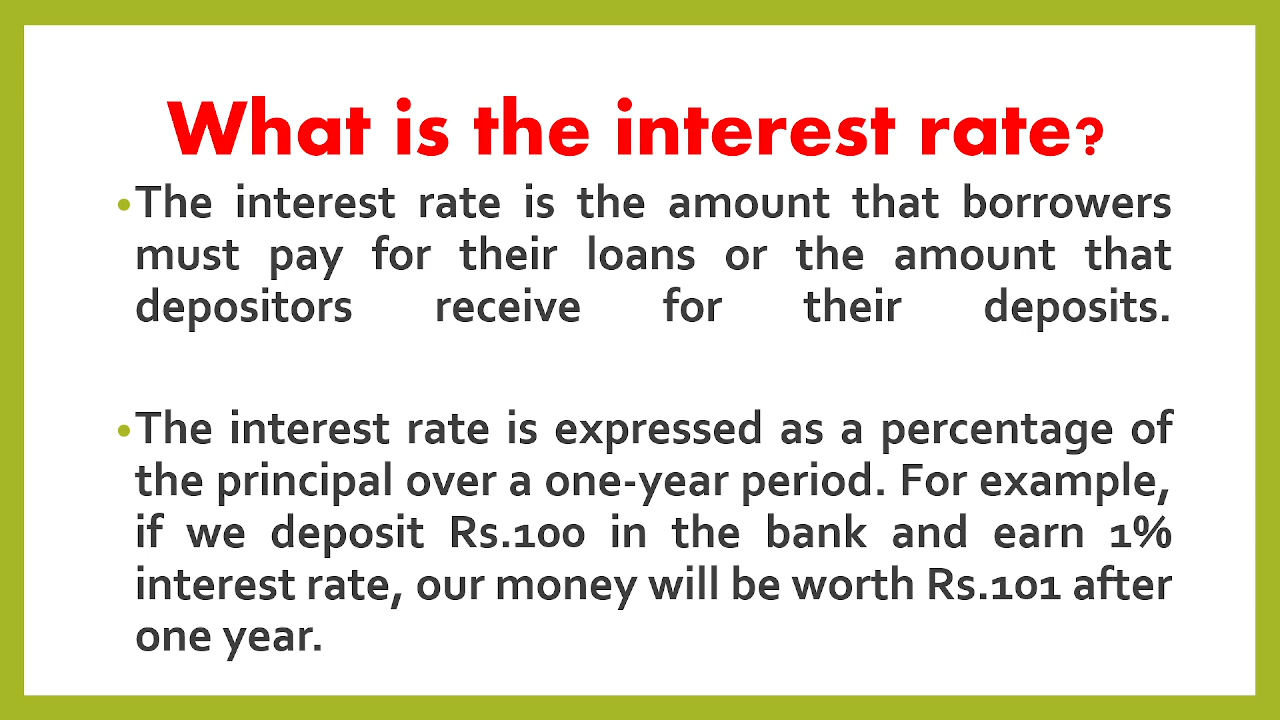 What is the interest rate?
•The interest rate is the amount that borrowers
must pay for their loans or the amount that
depositors receive for their deposits.
•The interest rate is expressed as a percentage of
the principal over a one-year period. For example,
if we deposit Rs.100 in the bank and earn 1%
interest rate, our money will be worth Rs.101 after
one year.